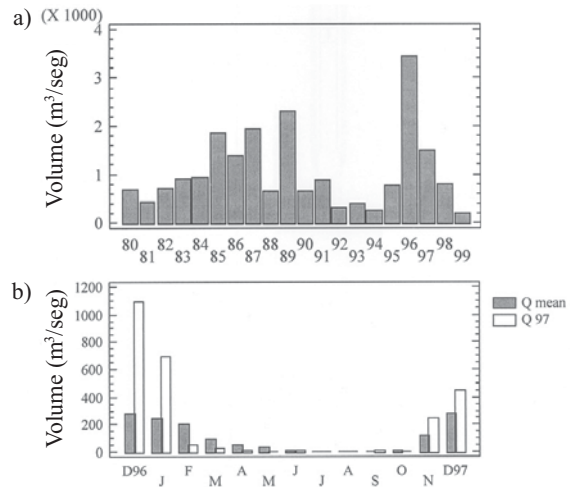 a)
(X 1000)
Volume (m³/seg)
4
3
2
1
0
80 82 84 86 88 90 92 94 96 98
81 83 85 87 89 91 93 95 97 99
b)
Volume (m³/seg)
1200
1000
800
600
400
200
0
D96 F A J A O D97
J M M J S N
Q mean
Q 97